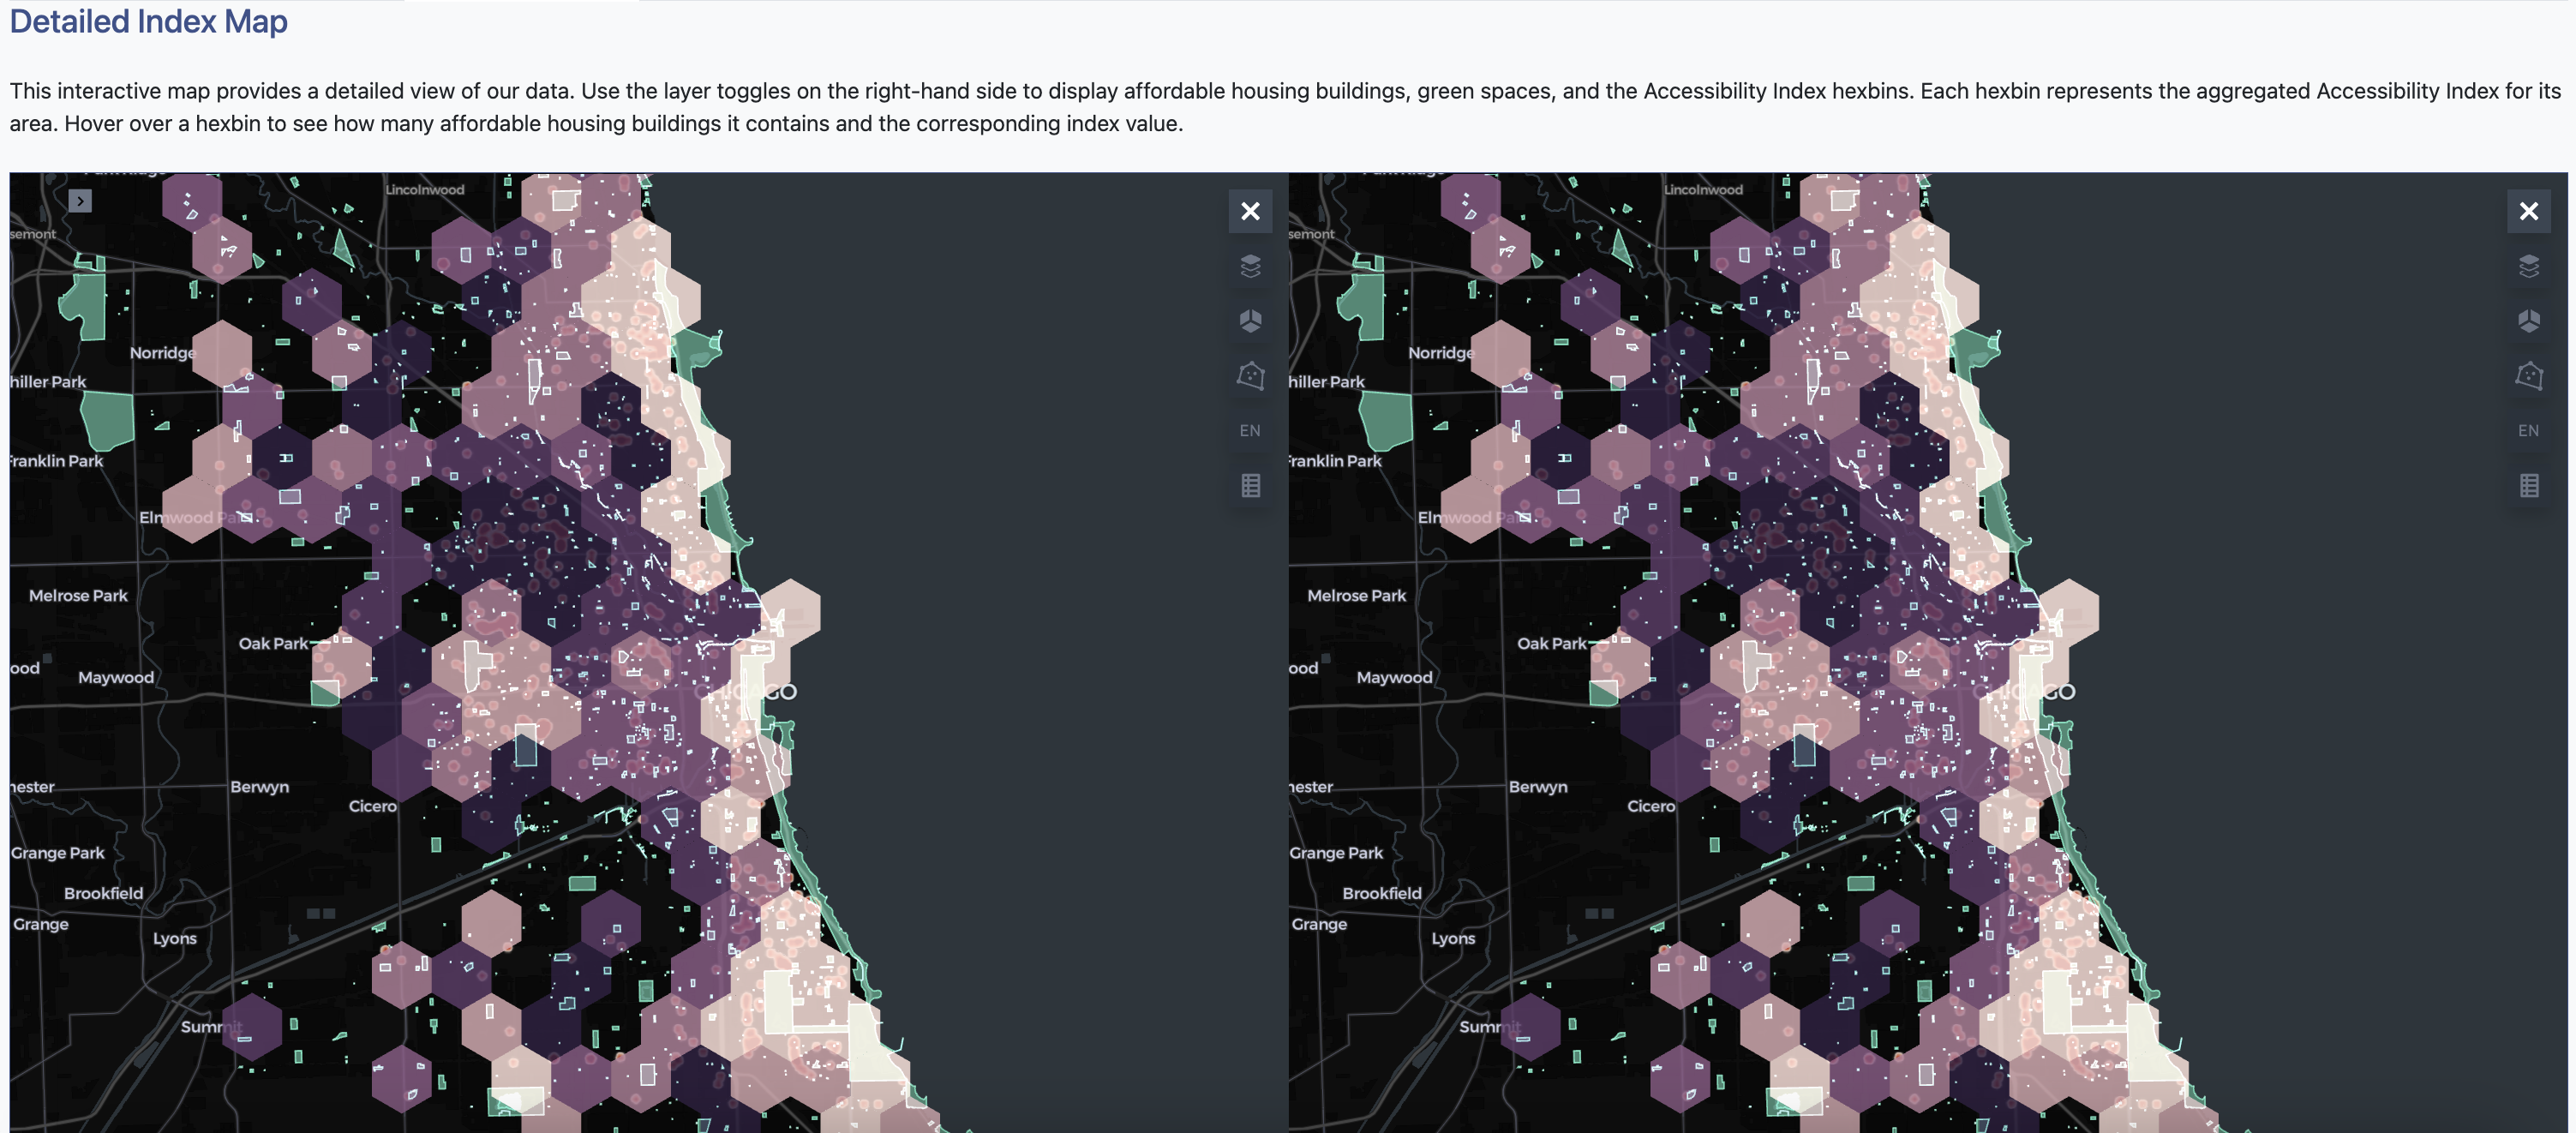 Detailed Index Map
This interactive map provides a detailed view of our data. Use the layer toggles on the right-hand side to display affordable housing buildings, green spaces, and the Accessibility Index hexbins. Each hexbin represents the aggregated Accessibility Index for its
area. Hover over a hexbin to see how many affordable housing buildings it contains and the corresponding index value.
Lincolnwood
semont
Norridge
hiller Park
Franklin Park
Elmwood Park
EN
Melrose Park
Oak Park
ood
Maywood
CHICAGO
hester
Berwyn
Cicero
Grange Park
Brookfield
Grange
Lyons
Summit
Lincolnwood
semont
Norridge
hiller Park
Franklin Park
Elmwood Park
EN
Melrose Park
Oak Park
ood
Maywood
CHICAGO
hester
Berwyn
Cicero
Grange Park
Brookfield
Grange
Lyons
Summit